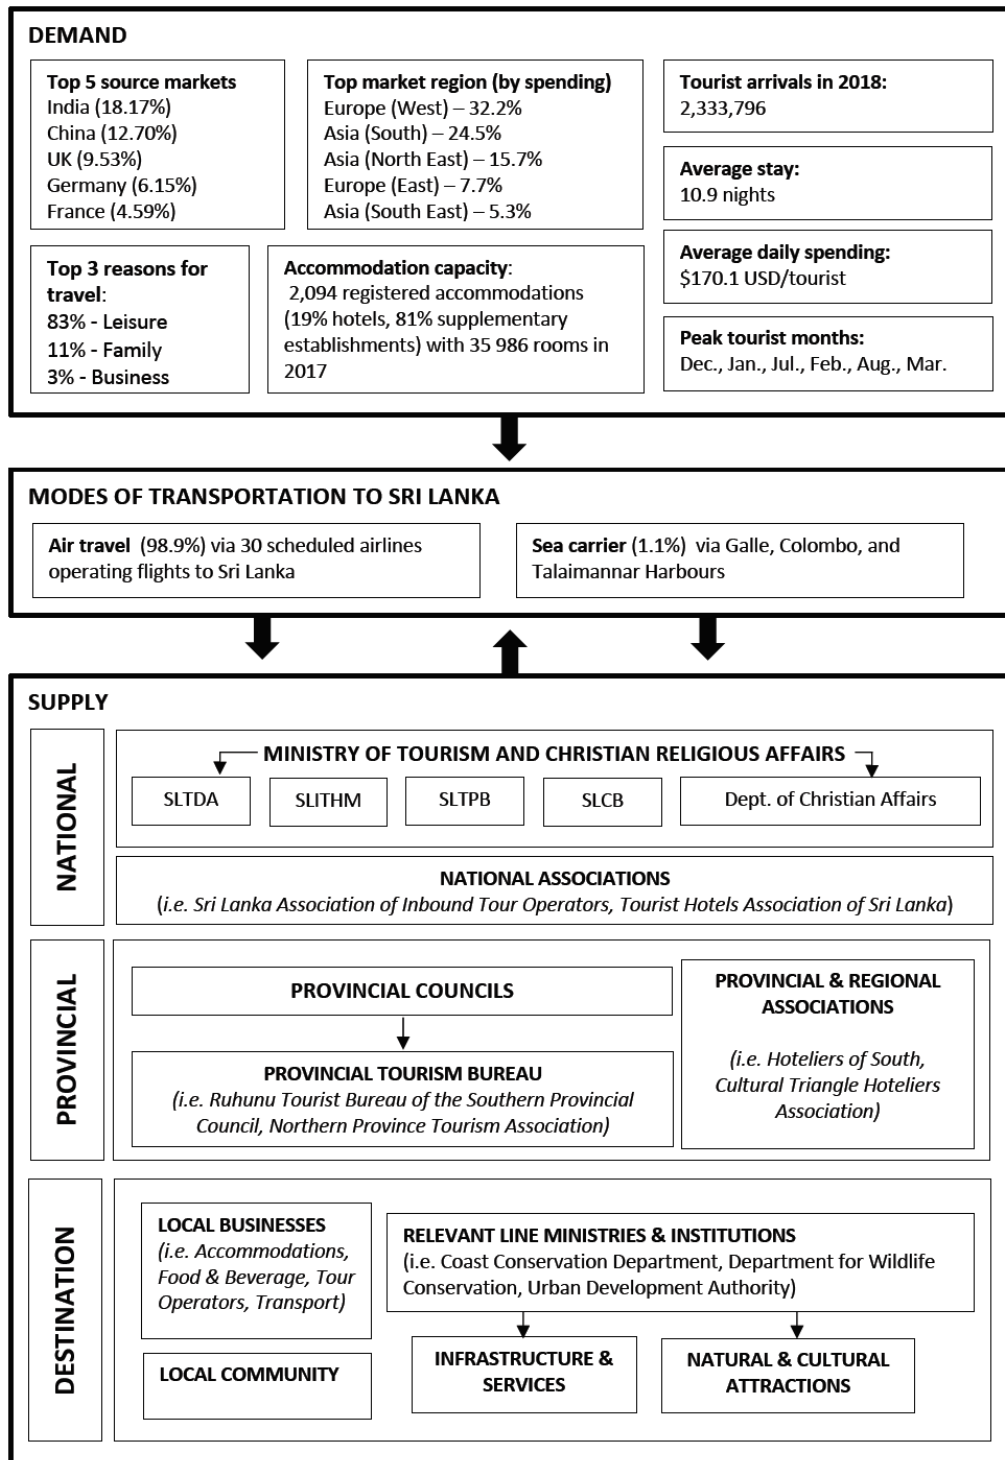 DEMAND
Top 5 source markets
India (18.17%)
China (12.70%)
UK (9.53%)
Germany (6.15%)
France (4.59%)
Top market region (by spending)
Europe (West) – 32.2%
Asia (South) – 24.5%
Asia (North East) – 15.7%
Europe (East) – 7.7%
Asia (South East) – 5.3%
Tourist arrivals in 2018:
2,333,796
Average stay:
10.9 nights
Average daily spending:
$170.1 USD/tourist
Peak tourist months:
Dec., Jan., Jul., Feb., Aug., Mar.
Top 3 reasons for
travel:
83% - Leisure
11% - Family
3% - Business
Accommodation capacity:
2,094 registered accommodations
(19% hotels, 81% supplementary
establishments) with 35 986 rooms in
2017
MODES OF TRANSPORTATION TO SRI LANKA
Air travel (98.9%) via 30 scheduled airlines
operating flights to Sri Lanka
Sea carrier (1.1%) via Galle, Colombo, and
Talaimannar Harbours
SUPPLY
NATIONAL
MINISTRY OF TOURISM AND CHRISTIAN RELIGIOUS AFFAIRS
SLTDA
SLITHM
SLTPB
SLCB
Dept. of Christian Affairs
NATIONAL ASSOCIATIONS
(i.e. Sri Lanka Association of Inbound Tour Operators, Tourist Hotels Association of Sri Lanka)
PROVINCIAL
PROVINCIAL COUNCILS
PROVINCIAL TOURISM BUREAU
(i.e. Ruhunu Tourist Bureau of the Southern Provincial
Council, Northern Province Tourism Association)
PROVINCIAL & REGIONAL
ASSOCIATIONS
(i.e. Hoteliers of South,
Cultural Triangle Hoteliers
Association)
DESTINATION
LOCAL BUSINESSES
(i.e. Accommodations,
Food & Beverage, Tour
Operators, Transport)
LOCAL COMMUNITY
RELEVANT LINE MINISTRIES & INSTITUTIONS
(i.e. Coast Conservation Department, Department for Wildlife
Conservation, Urban Development Authority)
INFRASTRUCTURE &
SERVICES
NATURAL & CULTURAL
ATTRACTIONS